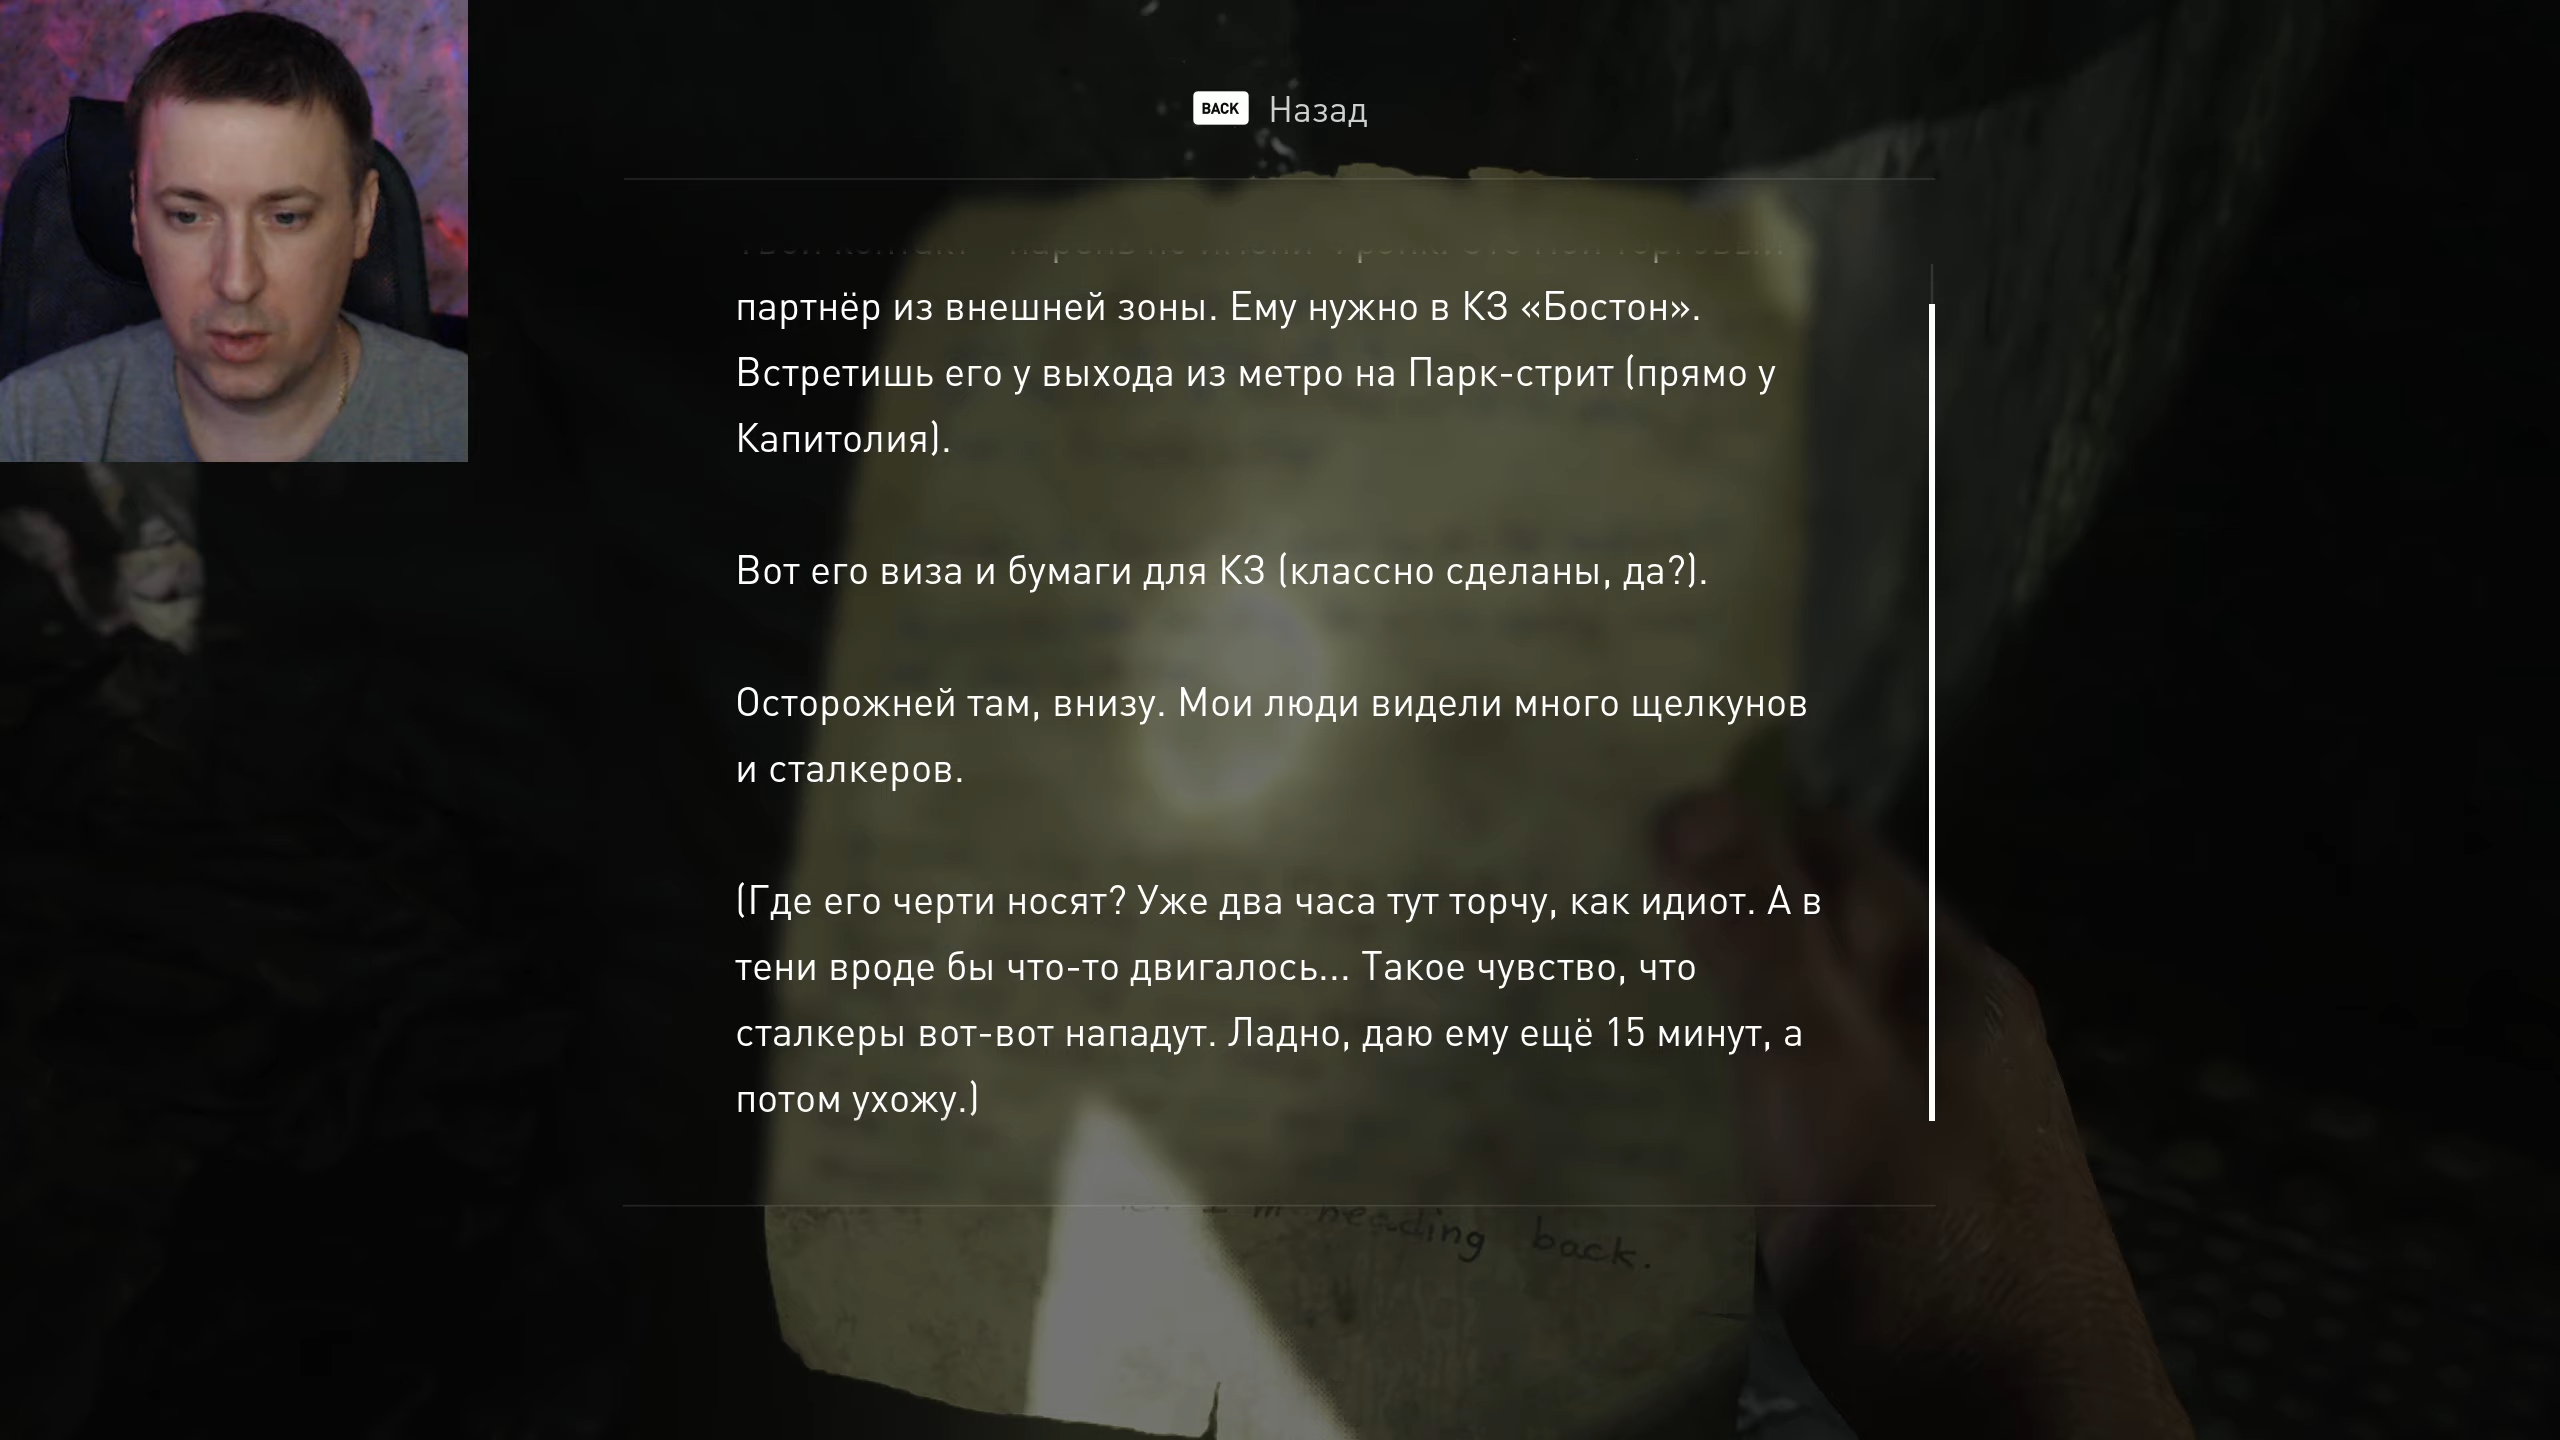 BACK Назад
партнёр из внешней зоны. Ему нужно в КЗ «Бостон».
Встретишь его у выхода из метро на Парк-стрит (прямо у
Капитолия).
Вот его виза и бумаги для КЗ (классно сделаны, да?).
Осторожней там, внизу. Мои люди видели много щелкунов
и сталкеров.
(Где его черти носят? Уже два часа тут торчу, как идиот. А в
тени вроде бы что-то двигалось... Такое чувство, что
сталкеры вот-вот нападут. Ладно, даю ему ещё 15 минут, а
потом ухожу.)
heading back.